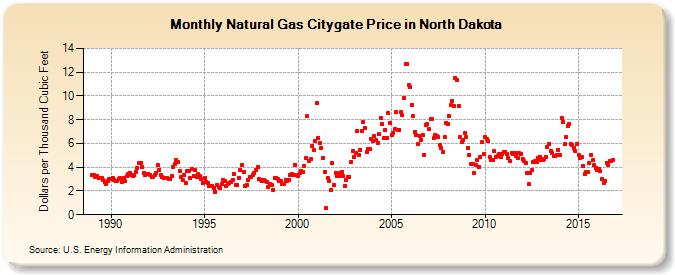 Monthly Natural Gas Citygate Price in North Dakota
Dollars per Thousand Cubic Feet
14
12
10
8
6
4
2
0
1990 1995 2000 2005 2010 2015
Source: U.S. Energy Information Administration